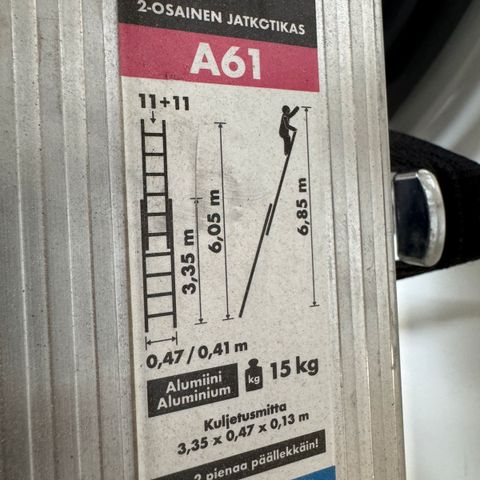 2-OSAINEN JATKOTIKAS
A61
11+11
3,35 m
6,05 m
6,85 m
0,47 / 0,41 m
Alumiini
Aluminium
kg
15 kg
Kuljetusmitta
3,35 x 0,47 x 0,13 m
2 pienaa päällekkäin!